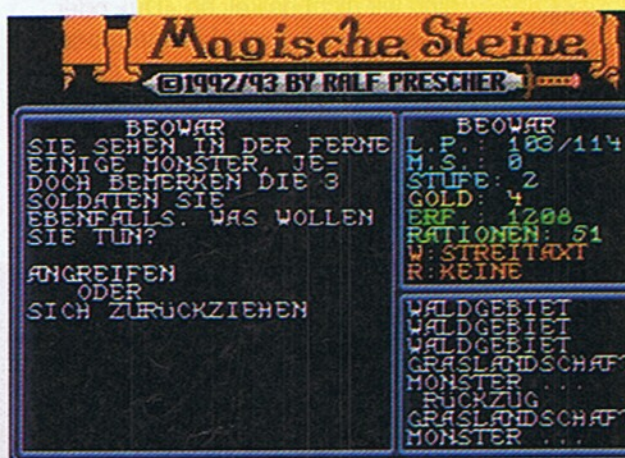 Magische Steine
©1992/93 BY RALF PRESCHER
BEOWAR
SIE SEHEN IN DER FERNE
EINIGE MONSTER, JE-
DOCH BEMERKEN DIE 3
SOLDATEN SIE
EBENFALLS. WAS WOLLEN
SIE TUN?
ANGREIFEN
ODER
SICH ZURÜCKZIEHEN
BEOWAR
L.P.: 103/114
M.S.: 0
STUFE: 2
GOLD: 4
ERF.: 1208
RATIONEN: 51
W:STREITAXT
R:KEINE
WALDGEBIET
WALDGEBIET
WALDGEBIET
GRASLANDSCHAFT
MONSTER ...
RÜCKZUG
GRASLANDSCHAFT
MONSTER ...